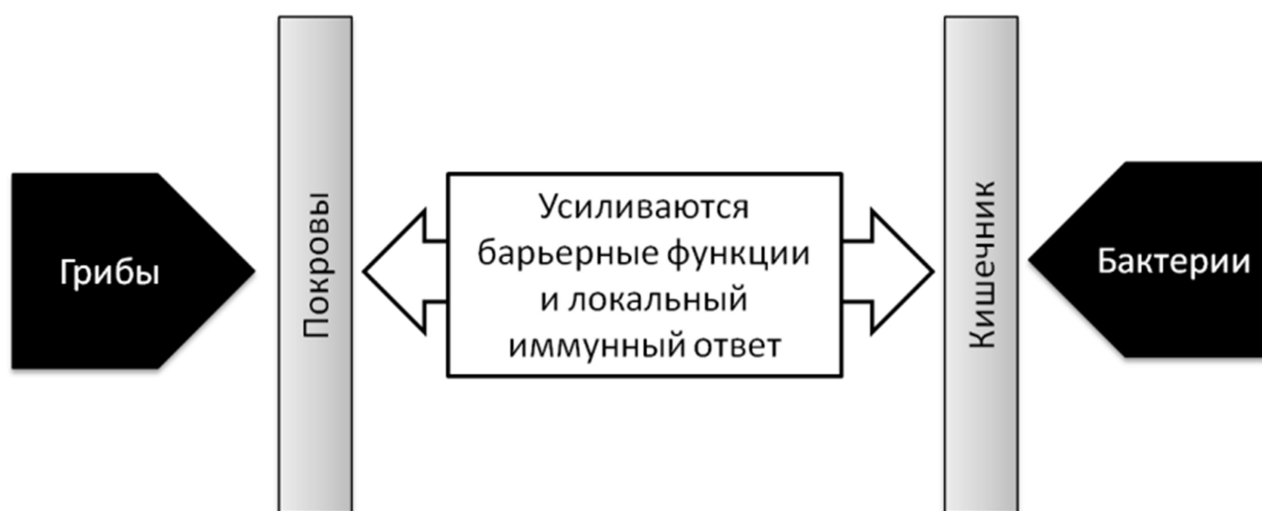 Грибы
Покровы
Усиливаются
барьерные функции
и локальный
иммунный ответ
Кишечник
Бактерии